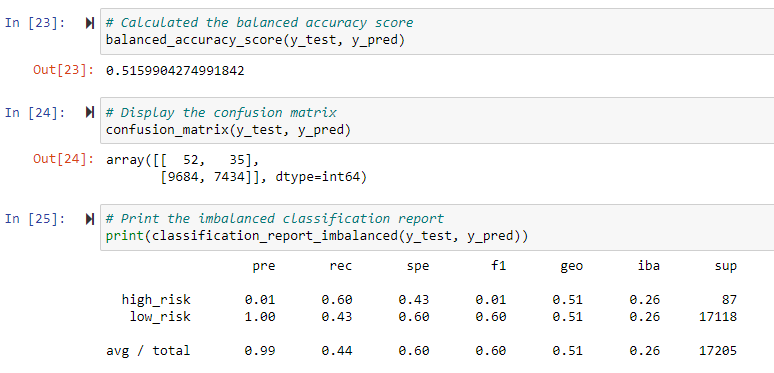 In [23]: # Calculated the balanced accuracy score
balanced_accuracy_score(y_test, y_pred)
Out[23]: 0.5159904274991842
In [24]: # Display the confusion matrix
confusion_matrix(y_test, y_pred)
Out[24]: array([[  52,   35],
       [9684, 7434]], dtype=int64)
In [25]: # Print the imbalanced classification report
print(classification_report_imbalanced(y_test, y_pred))
pre rec spe f1 geo iba sup
high_risk 0.01 0.60 0.43 0.01 0.51 0.26 87
low_risk 1.00 0.43 0.60 0.60 0.51 0.26 17118
avg / total 0.99 0.44 0.60 0.60 0.51 0.26 17205